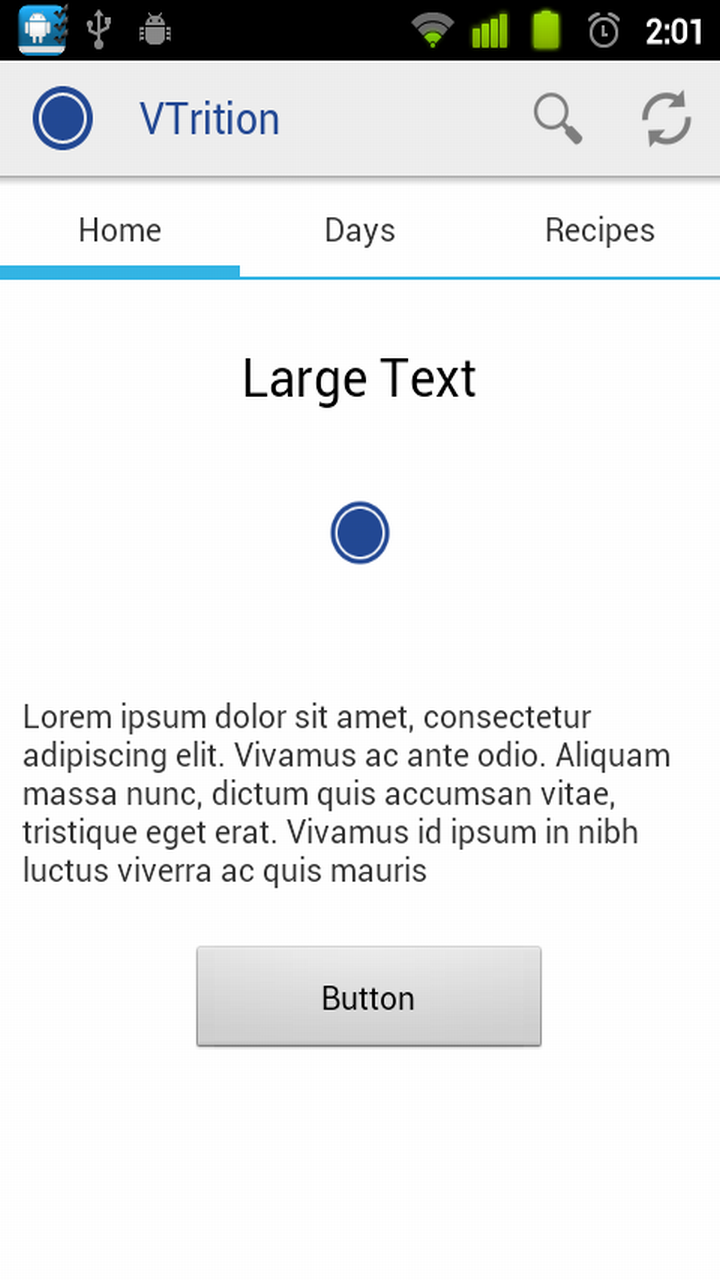 2:01
VTrition
Home Days Recipes
Large Text
Lorem ipsum dolor sit amet, consectetur
adipiscing elit. Vivamus ac ante odio. Aliquam
massa nunc, dictum quis accumsan vitae,
tristique eget erat. Vivamus id ipsum in nibh
luctus viverra ac quis mauris
Button